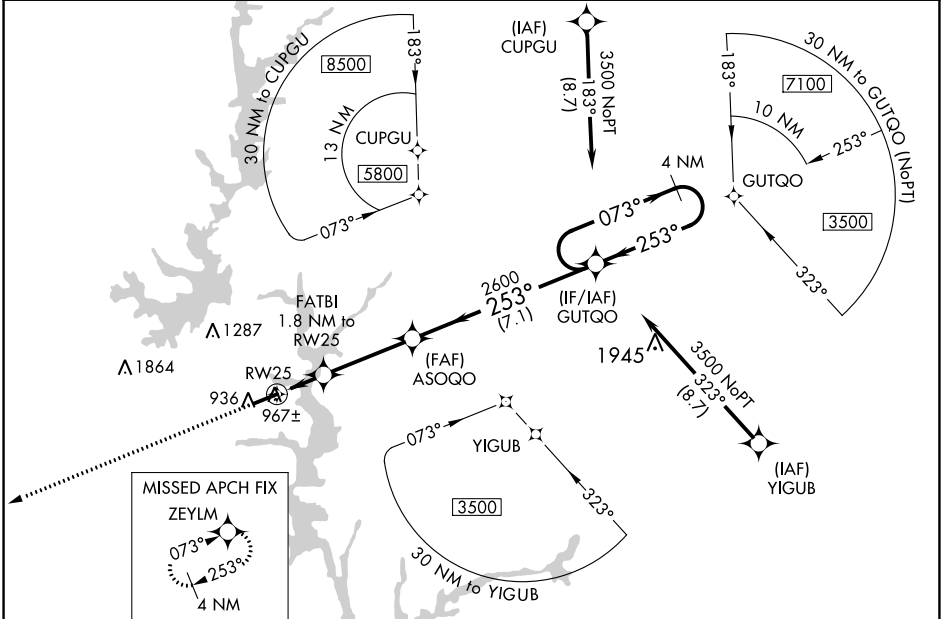 30 NM to CUPGU
8500
183°
13 NM
CUPGU
5800
073°
(IAF)
CUPGU
3500 NoPT
183°
(8.7)
30 NM to GUTQO (NoPT)
7100
183°
10 NM
253°
GUTQO
3500
323°
4 NM
073°
253°
(IF/IAF)
GUTQO
2600
253°
(7.1)
FATBI
1.8 NM to
RW25
1287
1864
(FAF)
ASOQO
RW25
936
967±
1945
3500 NoPT
323°
(8.7)
(IAF)
YIGUB
073°
YIGUB
3500
323°
30 NM to YIGUB
MISSED APCH FIX
ZEYLM
073°
253°
4 NM